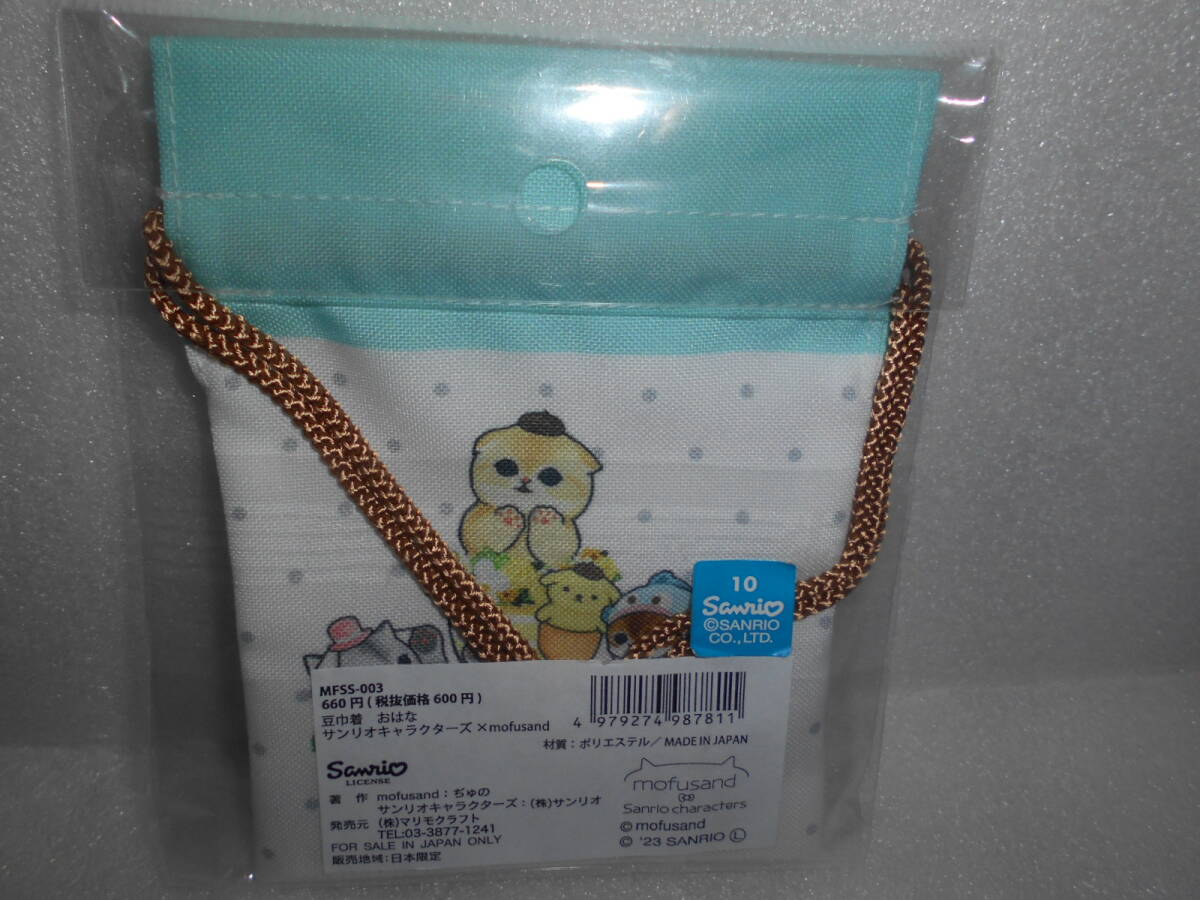 10
Sanrio
©SANRIO
CO.,LTD.
MFSS-003
660円(税抜価格600円)
豆巾着　おはな
サンリオキャラクターズ×mofusand
4 979274 987811
材質：ポリエステル／MADE IN JAPAN
Sanrio
LICENSE
著　作　mofusand：ぢゅの
サンリオキャラクターズ：(株)サンリオ
発売元　(株)マリモクラフト
TEL:03-3877-1241
FOR SALE IN JAPAN ONLY
販売地域：日本限定
mofusand
Sanrio characters
©mofusand
© '23 SANRIO Ⓛ